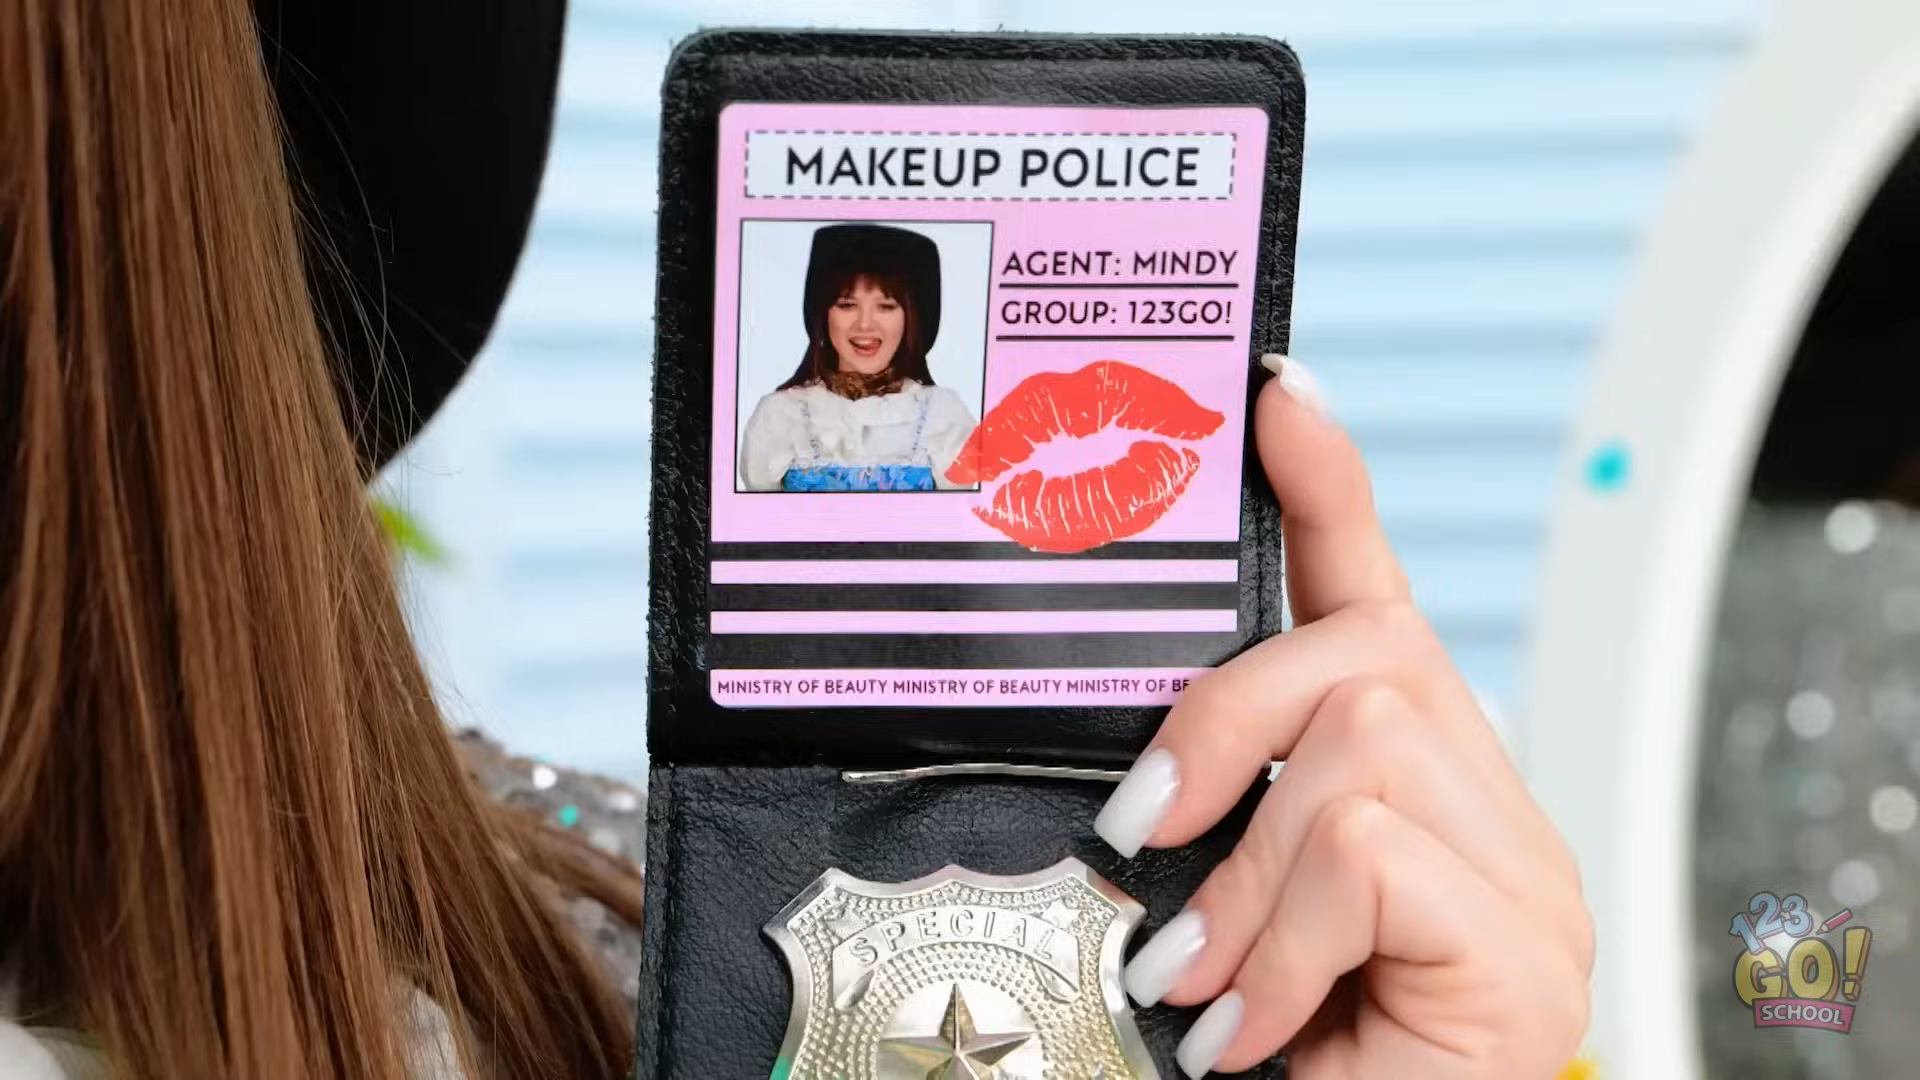 MAKEUP POLICE
AGENT: MINDY
GROUP: 123GO!
MINISTRY OF BEAUTY MINISTRY OF BEAUTY MINISTRY OF
SPECIAL
123
GO!
SCHOOL